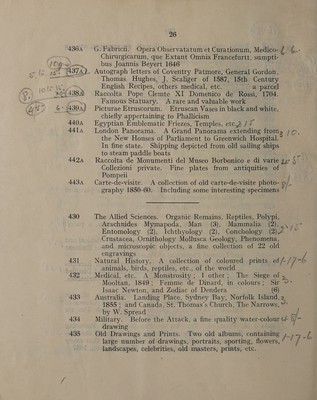 26
436A G. Fabricii. Opera Observatarum et Curationum, Medico-
Chirurgicarum, que Extant Omnia Francofurti, sumpti-
bus Joannis Beyert 1646
437A Autograph letters of Coventry Patmore, General Gordon,
Thomas Hughes, J. Scaliger of 1587, 18th Century
English Recipes, others medical, etc. a parcel
438A Raccolta Pope Clemte XI Domenico de Rossi, 1704.
Famous Statuary. A rare and valuable work
439A Picturae Etruscorum. Etruscan Vases in black and white,
chiefly appertaining to Phallicism
440A Egyptian Emblematic Friezes, Temples, etc.
441A London Panorama. A Grand Panorama extending from
the New Houses of Parliament to Greenwich Hospital.
In fine state. Shipping depicted from old sailing ships
to steam paddle boats
442A Raccolta de Monumenti del Museo Borbonico e di varie
Collezioni private. Fine plates from antiquities of
Pompeii
443A Carte-de-visite. A collection of old carte-de-visite photo-
graphy 1850-60. Including some interesting specimens
430 The Allied Sciences. Organic Remains, Reptiles, Polypi,
Arachnides Myrnapoda, Man (3), Mammalia (2),
Entomology (2), Ichthyology (2), Conchology (2),
Crustacea, Ornithology Mollusca Geology, Phenomena
and microscopic objects, a fine collection of 22 old
engravings
431 Natural History. A collection of coloured prints of
animals, birds, reptiles, etc., of the world
432 Medical, etc. A Monstrosity; 1 other; The Siege of
Mooltan, 1849; Femme de Dinard, in colours; Sir
Isaac Newton, and Zodiac of Denders (6)
433 Australia. Landing Place, Sydney Bay, Norfolk Island,
1855; and Canada, St. Thomas's Church, The Narrows,
by W. Spread
434 Military. Before the Attack, a fine quality water-colour
drawing
435 Old Drawings and Prints. Two old albums, containing
large number of drawings, portraits, sporting, flowers,
landscapes, celebrities, old masters, prints, etc.